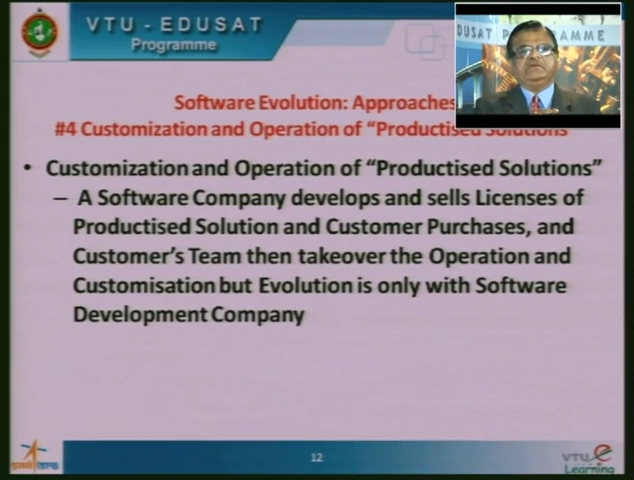 VTU - EDUSAT
Programme
EDUSAT PROGRAMME
Software Evolution: Approaches
#4 Customization and Operation of “Productised Solutions”
• Customization and Operation of “Productised Solutions”
– A Software Company develops and sells Licenses of
Productised Solution and Customer Purchases, and
Customer’s Team then takeover the Operation and
Customisation but Evolution is only with Software
Development Company
12
VTU e
Learning